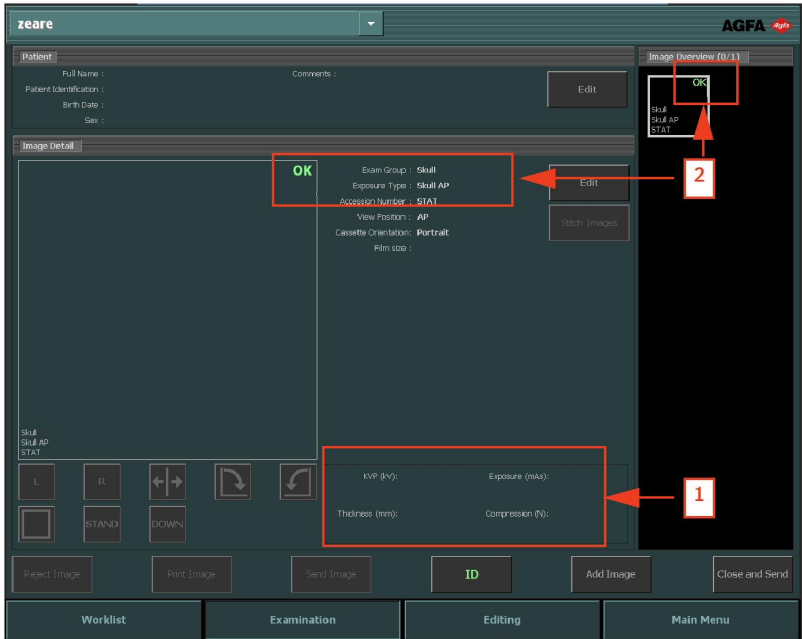 zeare
AGFA Agfa
Patient
Full Name :
Comments :
Patient Identification :
Birth Date :
Sex :
Edit
Image Overview (0/1)
OK
Skull
Skull AP
STAT
2
Image Detail
OK
Exam Group : Skull
Exposure Type : Skull AP
Accession Number : STAT
View Position : AP
Cassette Orientation: Portrait
Film size :
Edit
Stitch Images
Skull
Skull AP
STAT
L
R
STAND
DOWN
KVP (kV):
Exposure (mAs):
Thickness (mm):
Compression (N):
1
Reject Image
Print Image
Send Image
ID
Add Image
Close and Send
Worklist
Examination
Editing
Main Menu